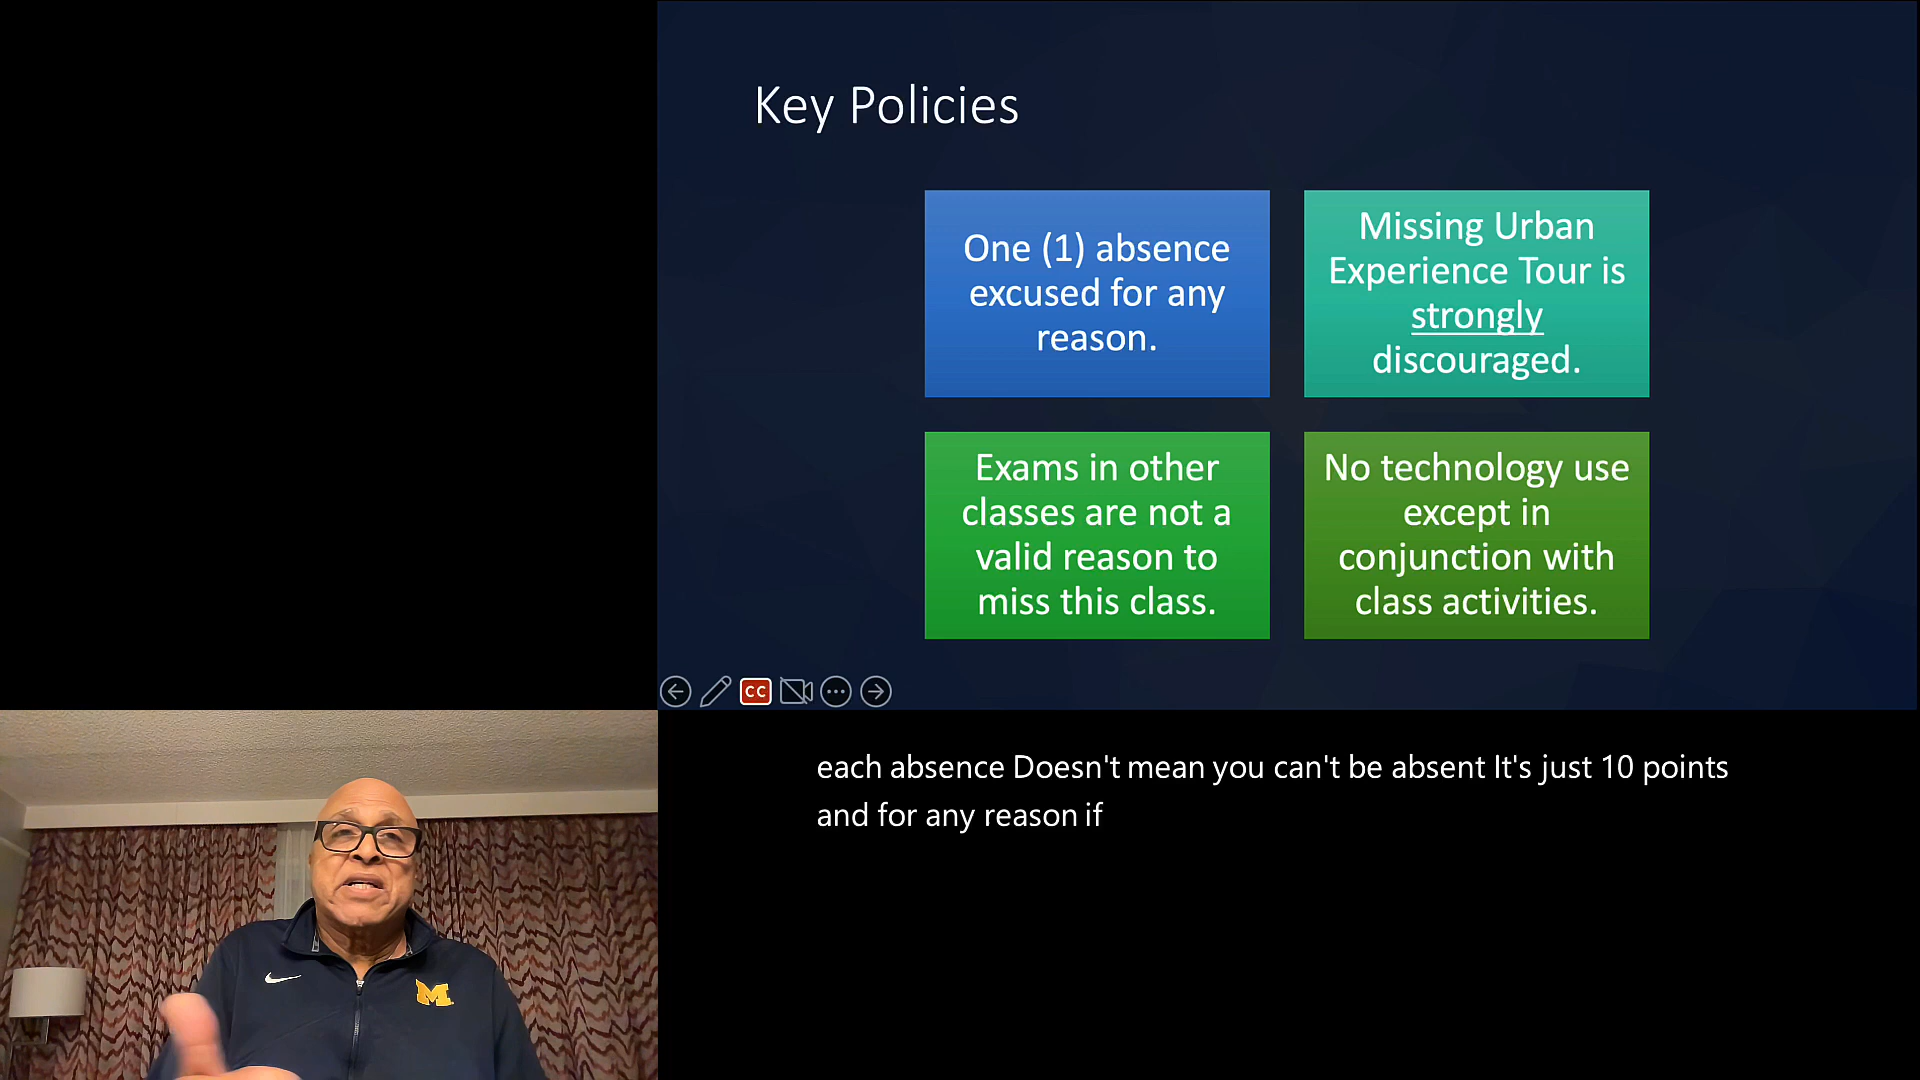 Key Policies
One (1) absence
excused for any
reason.
Missing Urban
Experience Tour is
strongly
discouraged.
Exams in other
classes are not a
valid reason to
miss this class.
No technology use
except in
conjunction with
class activities.
CC
each absence Doesn't mean you can't be absent It's just 10 points
and for any reason if
M